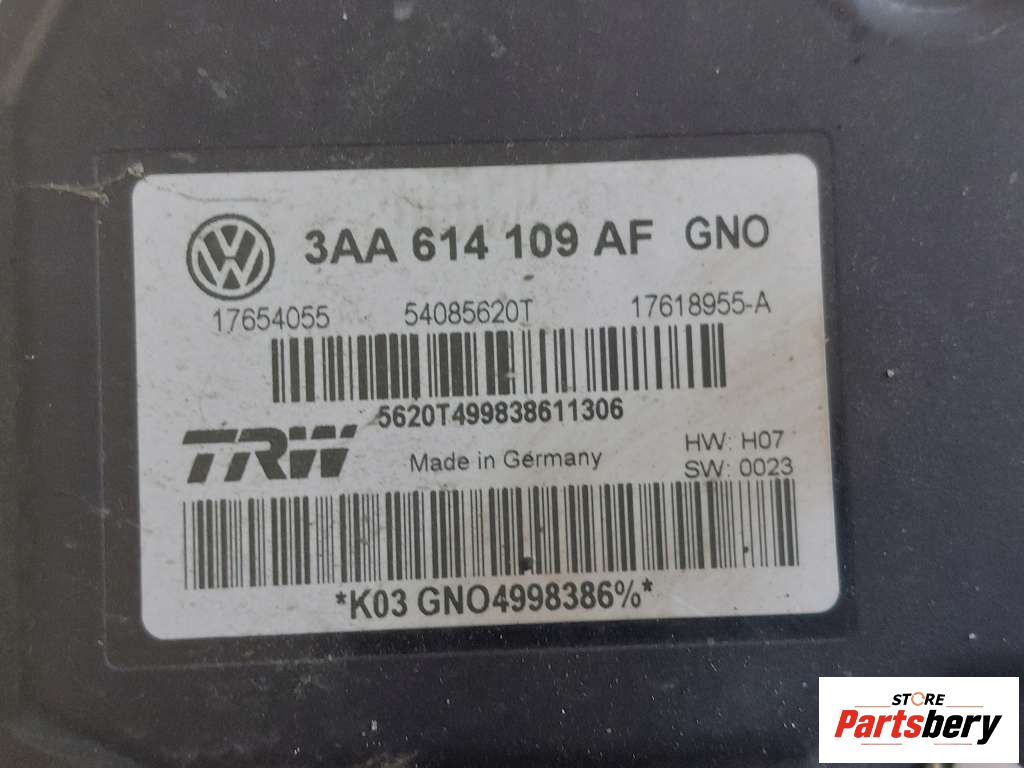 3AA 614 109 AF GNO
17654055 54085620T 17618955-A
5620T499838611306
TRW Made in Germany HW: H07
SW: 0023
*K03 GNO4998386%*
STORE
Partsbery